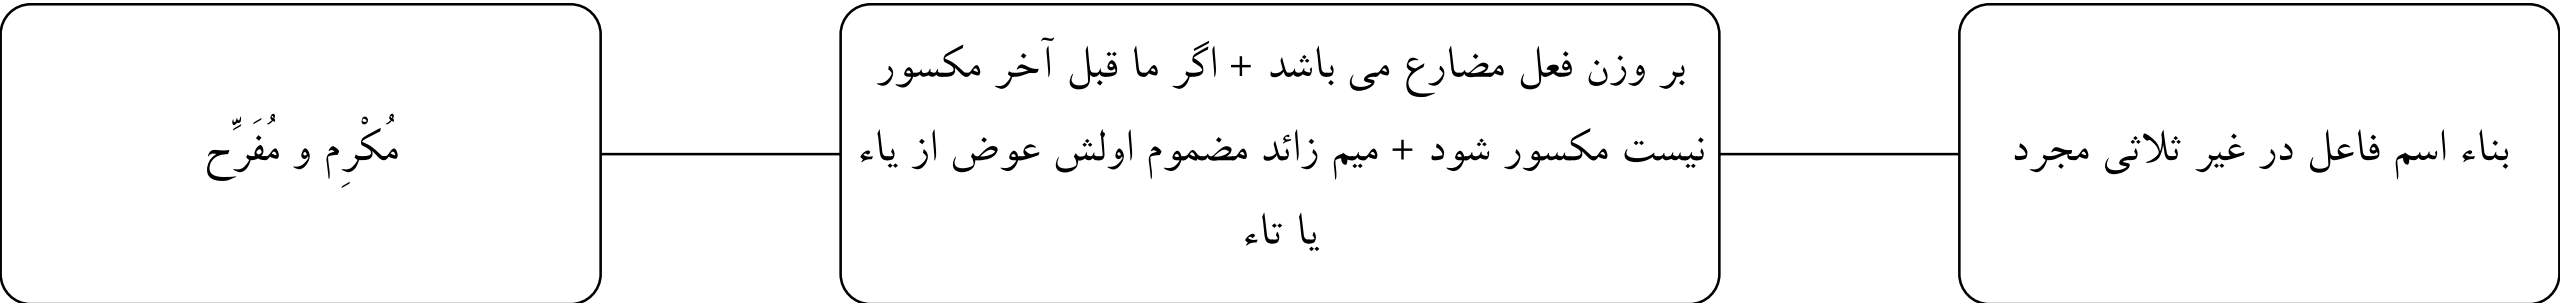 بناء اسم فاعل در غیر ثلاثی مجرد
بر وزن فعل مضارع می باشد + اگر ما قبل آخر مکسور
نیست مکسور شود + میم زائد مضموم اولش عوض از یاء
یا تاء
مُکْرِم و مُفَرِّح